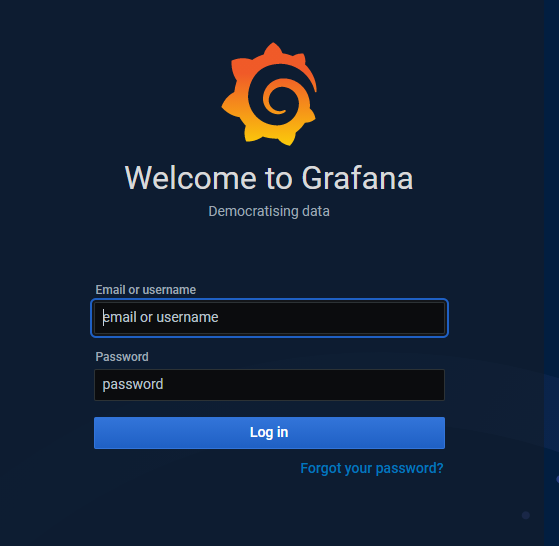 Welcome to Grafana
Democratising data
Email or username
email or username
Password
password
Log in
Forgot your password?